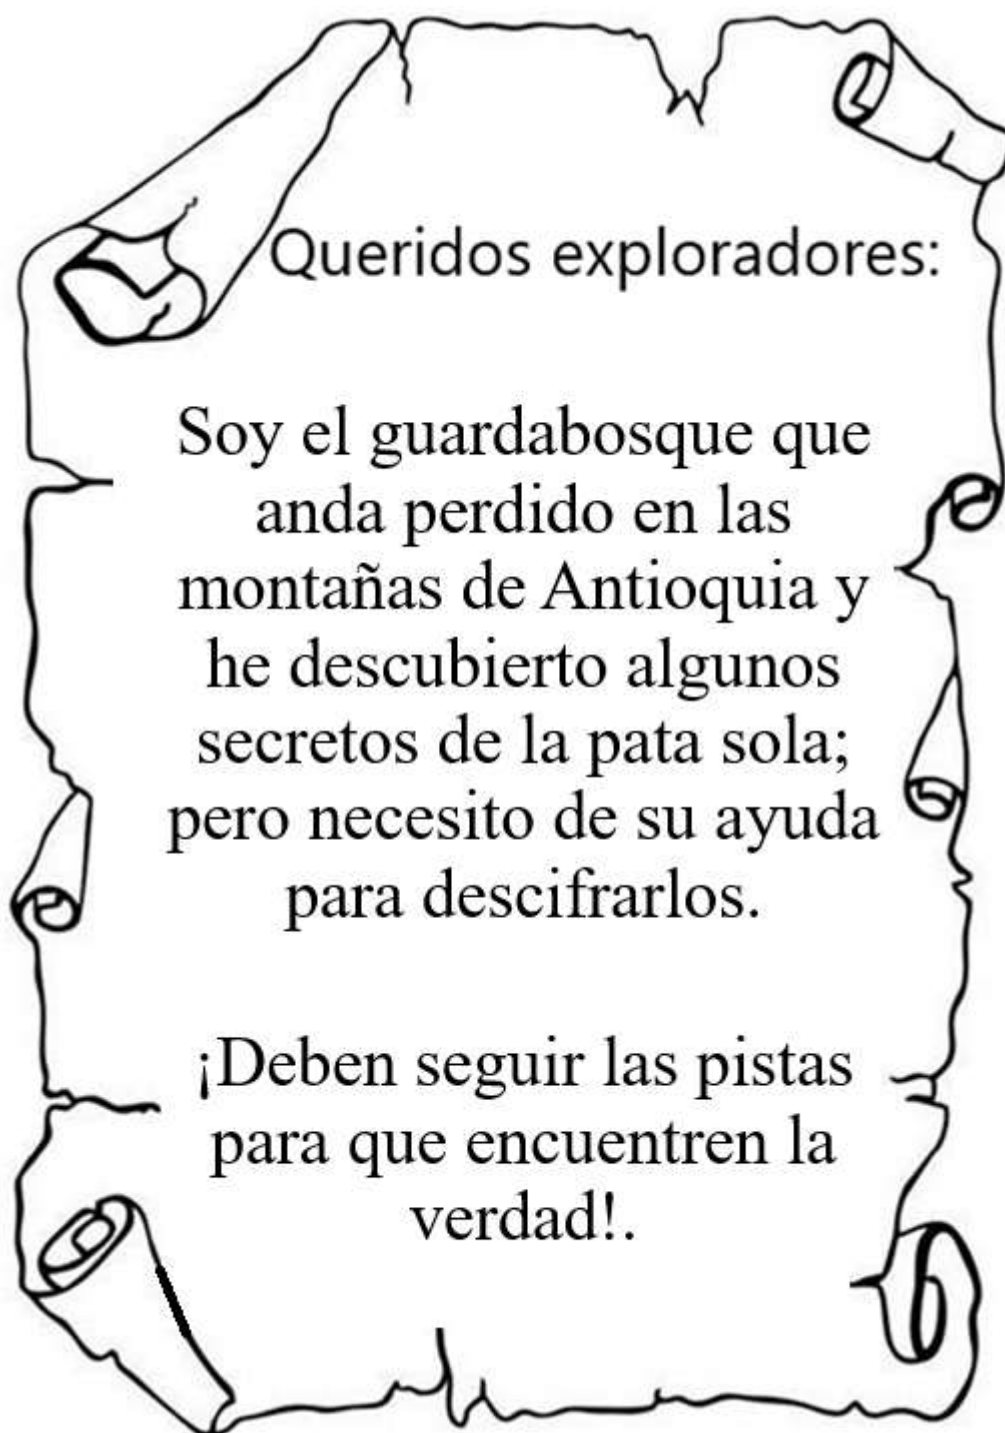 Queridos exploradores:
Soy el guardabosque que
anda perdido en las
montañas de Antioquia y
he descubierto algunos
secretos de la pata sola;
pero necesito de su ayuda
para descifrarlos.
¡Deben seguir las pistas
para que encuentren la
verdad!.